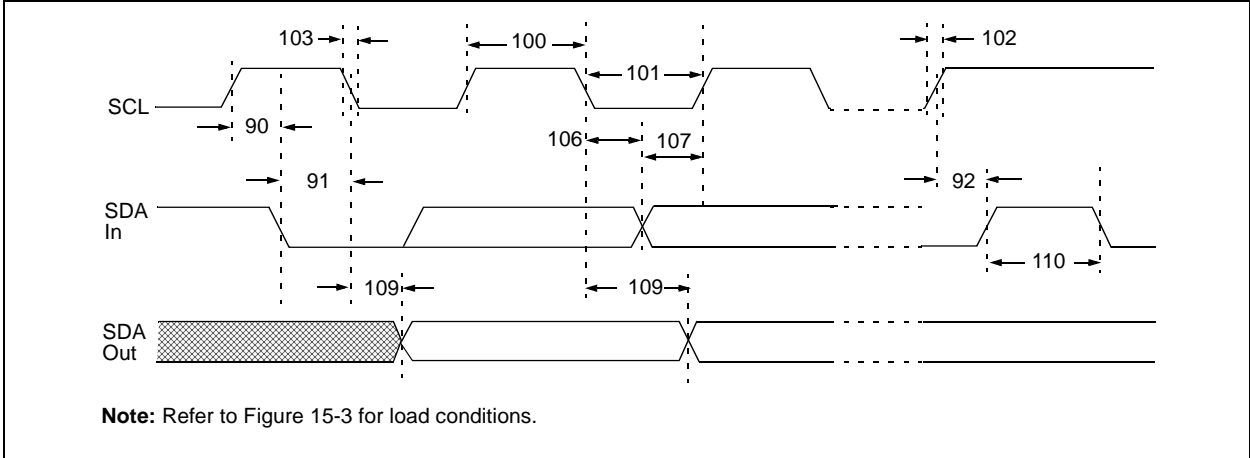 103
100
102
101
SCL
90
106
107
91
92
SDA
In
110
109
109
SDA
Out
Note: Refer to Figure 15-3 for load conditions.